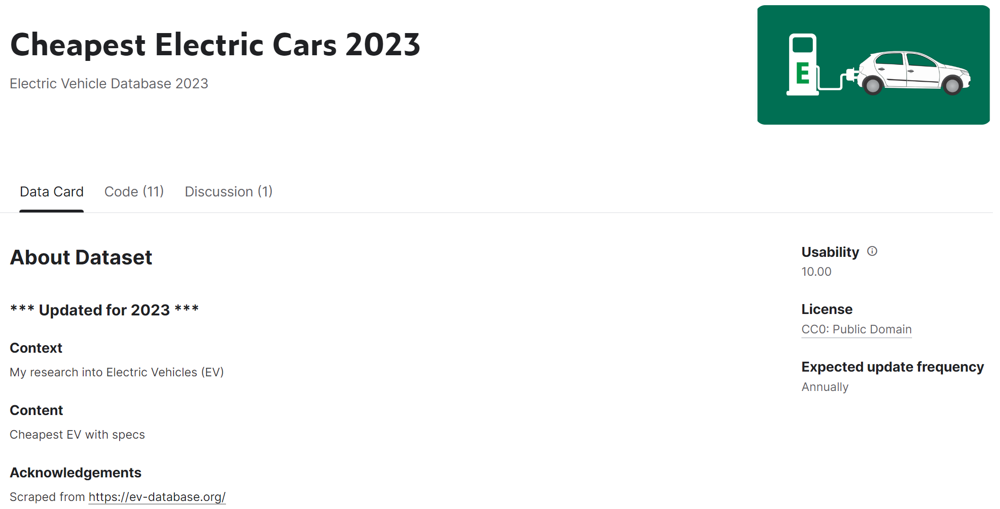 Cheapest Electric Cars 2023
Electric Vehicle Database 2023
E
Data Card Code (11) Discussion (1)
About Dataset
*** Updated for 2023 ***
Context
My research into Electric Vehicles (EV)
Content
Cheapest EV with specs
Acknowledgements
Scraped from https://ev-database.org/
Usability
10.00
License
CC0: Public Domain
Expected update frequency
Annually